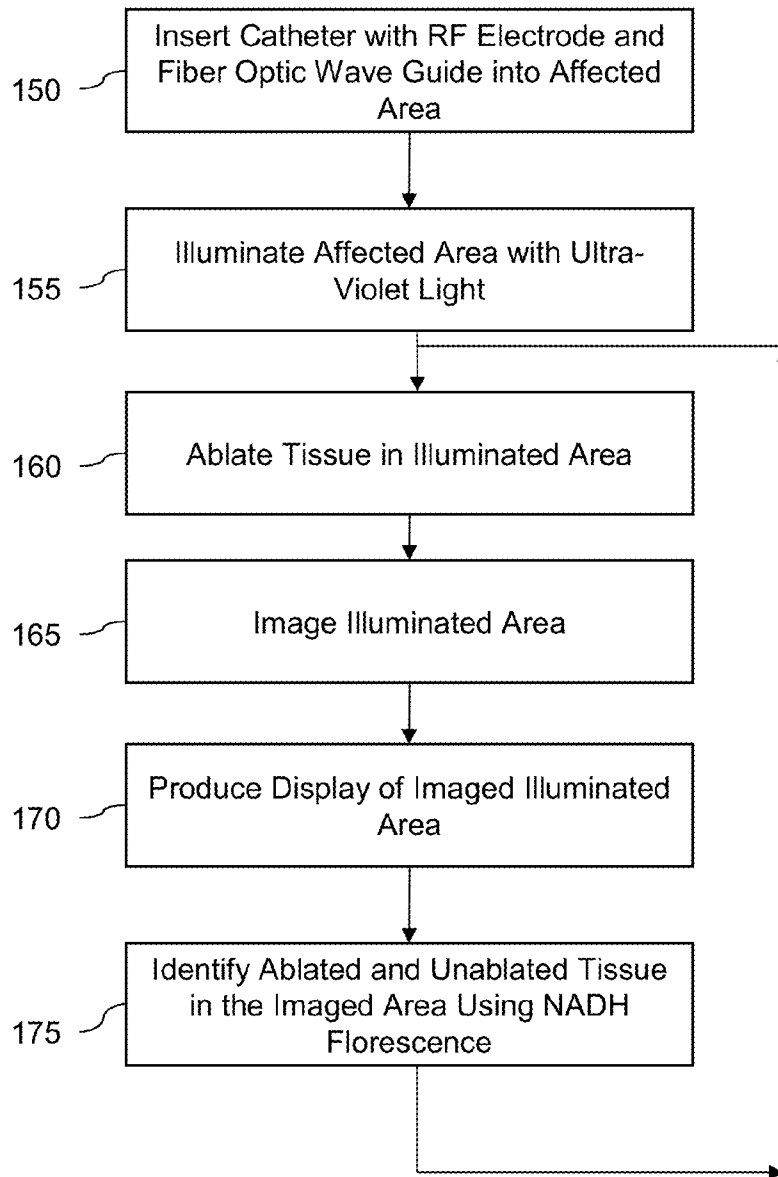 Insert Catheter with RF Electrode and
Fiber Optic Wave Guide into Affected
Area
150
Illuminate Affected Area with Ultra-
Violet Light
155
Ablate Tissue in Illuminated Area
160
Image Illuminated Area
165
Produce Display of Imaged Illuminated
Area
170
Identify Ablated and Unablated Tissue
in the Imaged Area Using NADH
Florescence
175